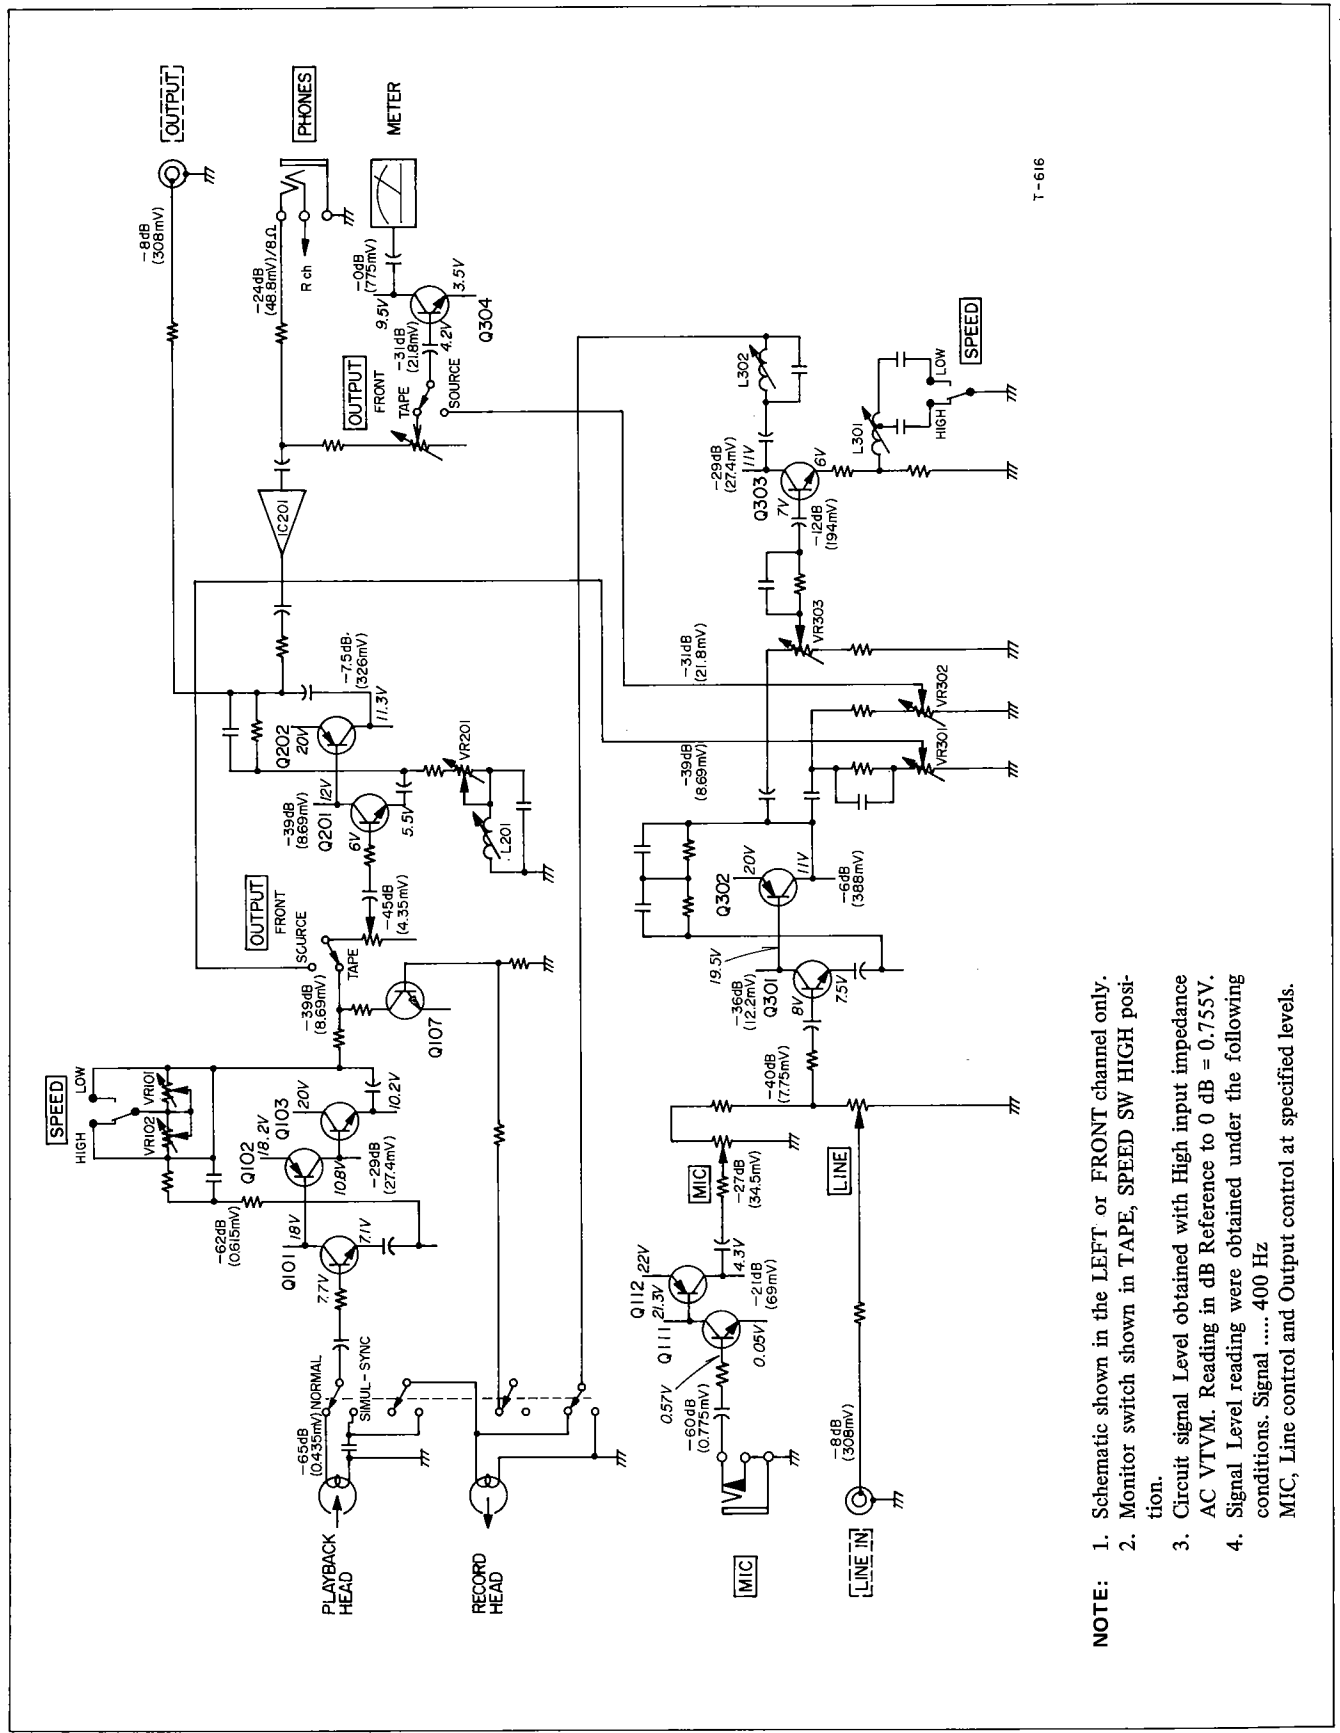 PLAYBACK
HEAD
-65dB
(0.435mV)
NORMAL
SIMUL-SYNC
RECORD
HEAD
7.7V
Q101
18V
7.1V
-62dB
(0.615mV)
Q102
18.2V
10.8V
-29dB
(27.4mV)
Q103
20V
10.2V
SPEED
HIGH
LOW
VR102
VR101
-39dB
(8.69mV)
Q107
TAPE
SOURCE
OUTPUT
FRONT
-45dB
(4.35mV)
6V
Q201
-39dB
(8.69mV)
12V
5.5V
L201
VR201
Q202
20V
11.3V
-7.5dB
(326mV)
IC201
OUTPUT
FRONT
TAPE
SOURCE
-31dB
(21.8mV)
4.2V
Q304
9.5V
3.5V
-0dB
(775mV)
-24dB
(48.8mV)/8Ω
R ch
-8dB
(308mV)
OUTPUT
PHONES
METER
MIC
-60dB
(0.775mV)
0.57V
Q111
0.05V
Q112
21.3V
22V
4.3V
-21dB
(69mV)
MIC
-27dB
(34.5mV)
LINE IN
-8dB
(308mV)
LINE
-40dB
(7.75mV)
8V
Q301
-36dB
(12.2mV)
19.5V
7.5V
Q302
20V
11V
-6dB
(388mV)
-39dB
(8.69mV)
VR301
-31dB
(21.8mV)
VR302
VR303
-12dB
(194mV)
7V
Q303
-29dB
(27.4mV)
11V
6V
L302
L301
HIGH
LOW
SPEED
T-616
NOTE: 1. Schematic shown in the LEFT or FRONT channel only.
2. Monitor switch shown in TAPE, SPEED SW HIGH posi-
tion.
3. Circuit signal Level obtained with High input impedance
AC VTVM. Reading in dB Reference to 0 dB = 0.755V.
4. Signal Level reading were obtained under the following
conditions. Signal ..... 400 Hz
MIC, Line control and Output control at specified levels.